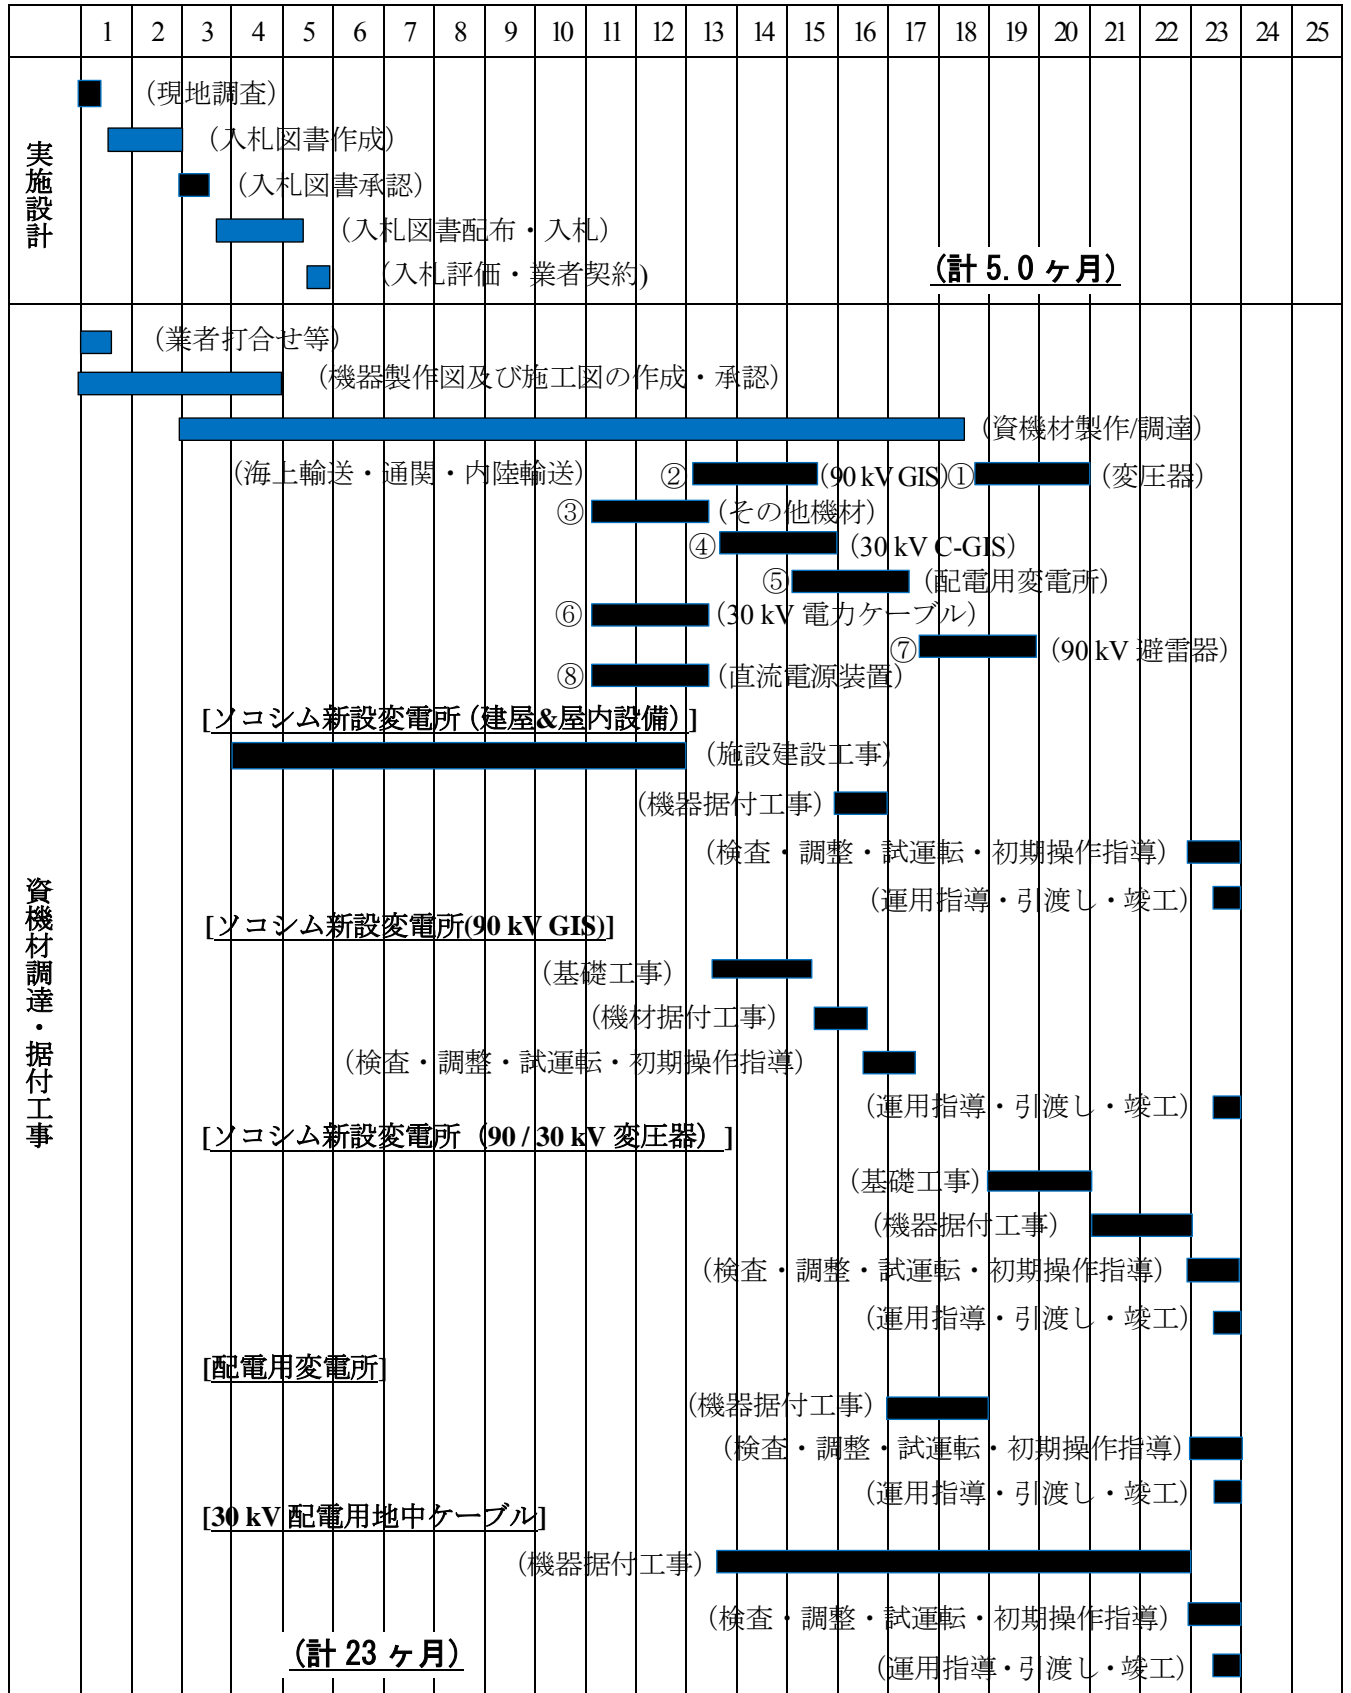 1 2 3 4 5 6 7 8 9 10 11 12 13 14 15 16 17 18 19 20 21 22 23 24 25
実施設計
(現地調査)
(入札図書作成)
(入札図書承認)
(入札図書配布・入札)
(計 5.0 ヶ月)
(入札評価・業者契約)
資機材調達・据付工事
(業者打合せ等)
(機器製作図及び施工図の作成・承認)
(資機材製作/調達)
(海上輸送・通関・内陸輸送) ② (90 kV GIS) ① (変圧器)
③ (その他機材)
④ (30 kV C-GIS)
⑤ (配電用変電所)
⑥ (30 kV 電力ケーブル)
⑦ (90 kV 避雷器)
⑧ (直流電源装置)
[ソコシム新設変電所（建屋&屋内設備）]
(施設建設工事)
(機器据付工事)
(検査・調整・試運転・初期操作指導)
(運用指導・引渡し・竣工)
[ソコシム新設変電所(90 kV GIS)]
(基礎工事)
(機材据付工事)
(検査・調整・試運転・初期操作指導)
(運用指導・引渡し・竣工)
[ソコシム新設変電所（90 / 30 kV 変圧器）]
(基礎工事)
(機器据付工事)
(検査・調整・試運転・初期操作指導)
(運用指導・引渡し・竣工)
[配電用変電所]
(機器据付工事)
(検査・調整・試運転・初期操作指導)
(運用指導・引渡し・竣工)
[30 kV 配電用地中ケーブル]
(機器据付工事)
(検査・調整・試運転・初期操作指導)
(計 23 ヶ月)
(運用指導・引渡し・竣工)